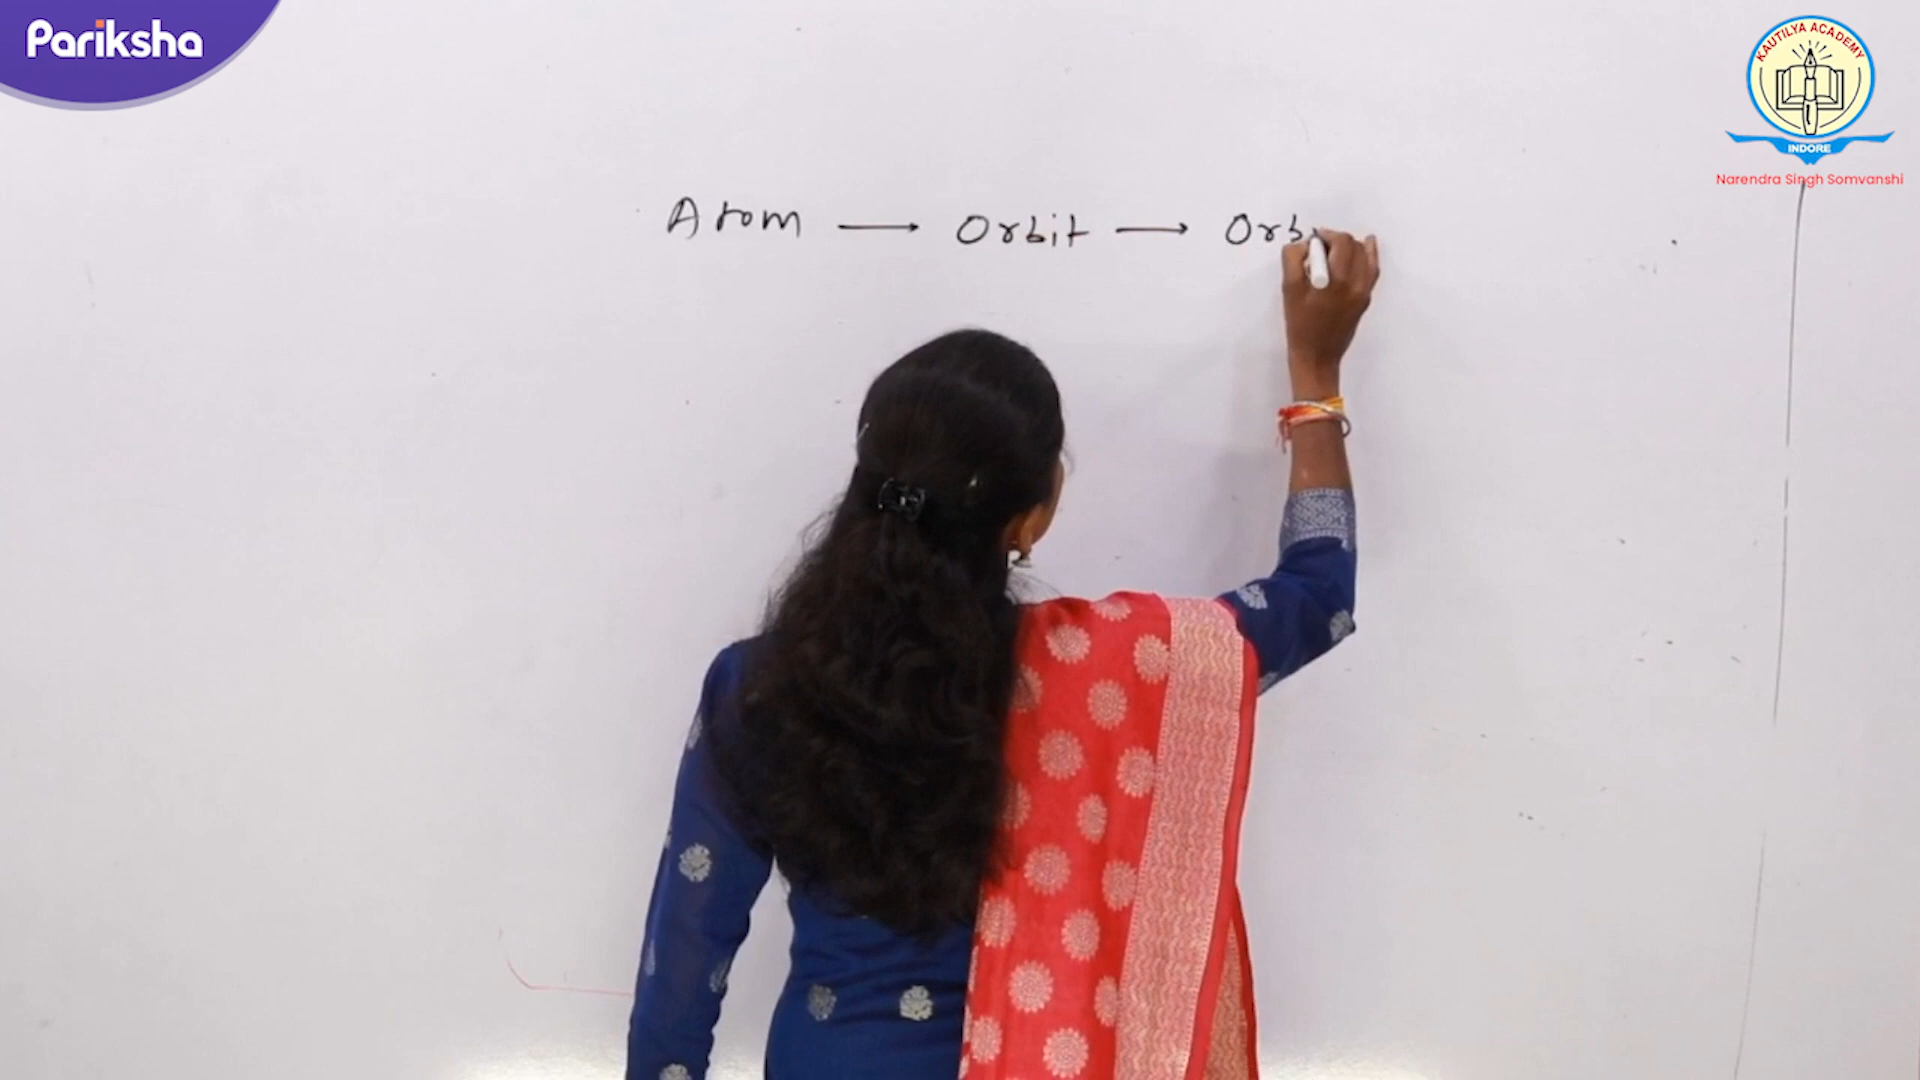 Pariksha
KAUTILYA ACADEMY
INDORE
Narendra Singh Somvanshi
Atom → Orbit → Orb